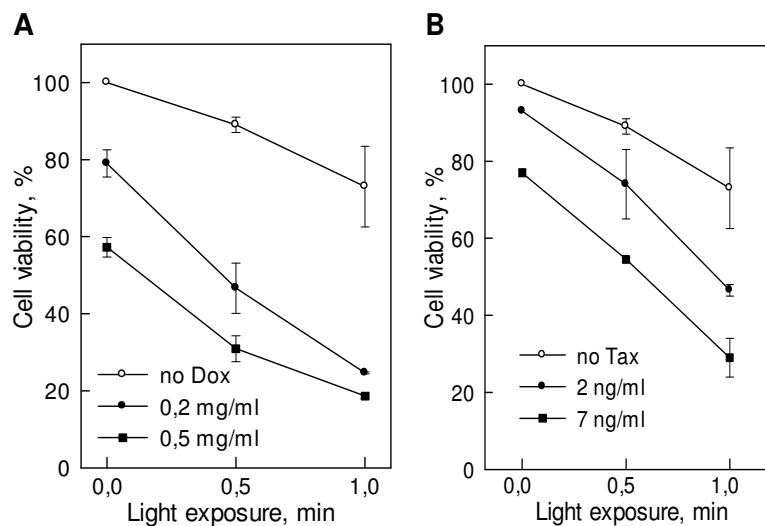 A
Cell viability, %
100
80
60
40
20
0
0,0 0,5 1,0
Light exposure, min
no Dox
0,2 mg/ml
0,5 mg/ml
B
Cell viability, %
100
80
60
40
20
0
0,0 0,5 1,0
Light exposure, min
no Tax
2 ng/ml
7 ng/ml